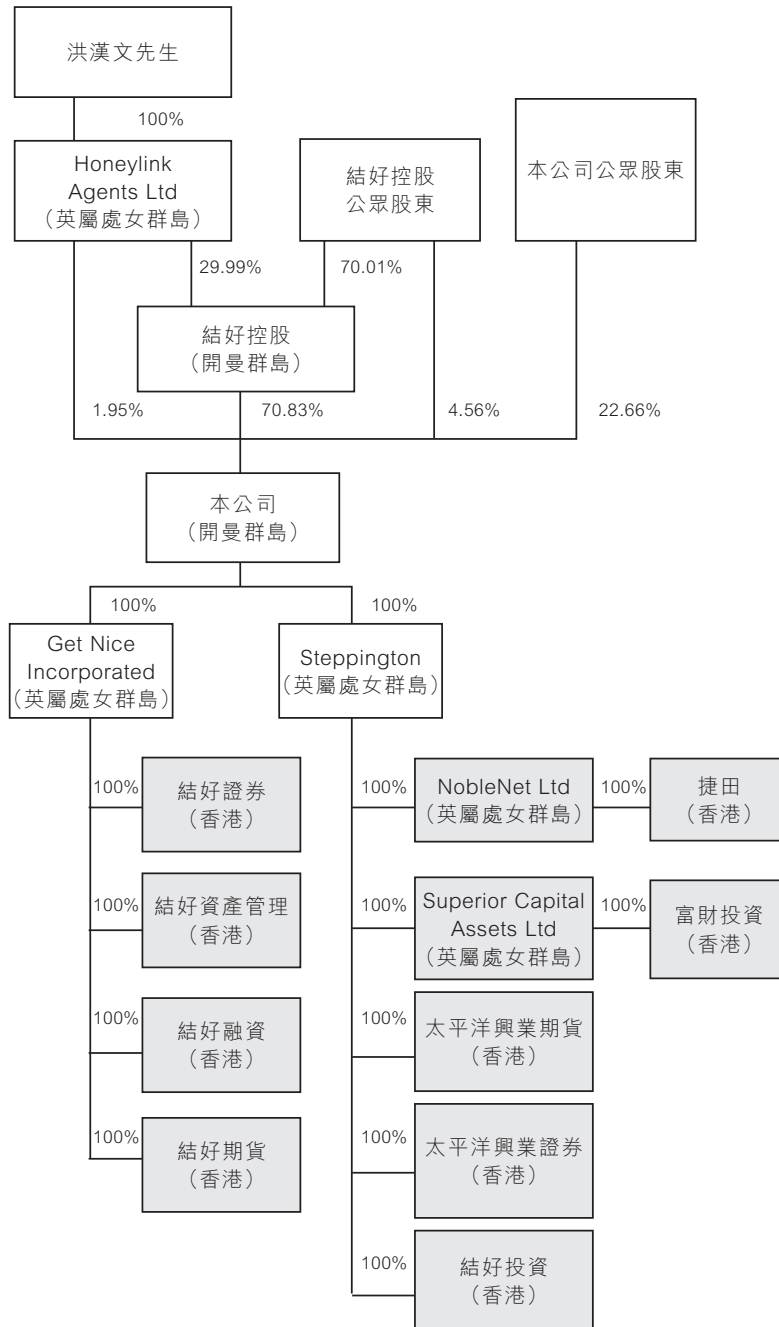 洪漢文先生
100%
Honeylink
Agents Ltd
（英屬處女群島）
結好控股
公眾股東
本公司公眾股東
29.99%
70.01%
結好控股
（開曼群島）
1.95%
70.83%
4.56%
22.66%
本公司
（開曼群島）
100%
100%
Get Nice
Incorporated
（英屬處女群島）
Steppington
（英屬處女群島）
100%
結好證券
（香港）
100%
NobleNet Ltd
（英屬處女群島）
100%
捷田
（香港）
100%
結好資產管理
（香港）
100%
Superior Capital
Assets Ltd
（英屬處女群島）
100%
富財投資
（香港）
100%
結好融資
（香港）
100%
太平洋興業期貨
（香港）
100%
結好期貨
（香港）
100%
太平洋興業證券
（香港）
100%
結好投資
（香港）